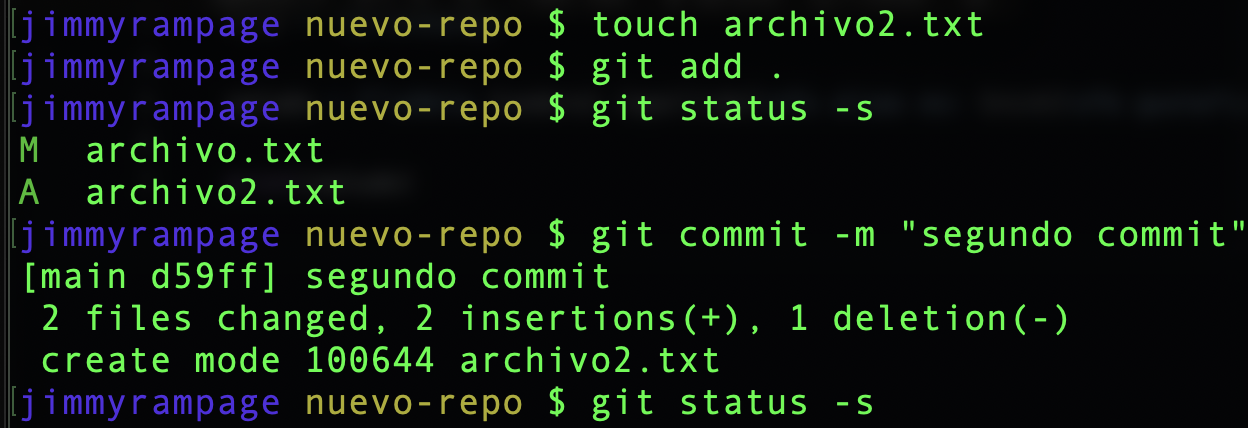 jimmyrampage nuevo-repo $ touch archivo2.txt
jimmyrampage nuevo-repo $ git add .
jimmyrampage nuevo-repo $ git status -s
M  archivo.txt
A  archivo2.txt
jimmyrampage nuevo-repo $ git commit -m "segundo commit"
[main d59ff] segundo commit
 2 files changed, 2 insertions(+), 1 deletion(-)
 create mode 100644 archivo2.txt
jimmyrampage nuevo-repo $ git status -s